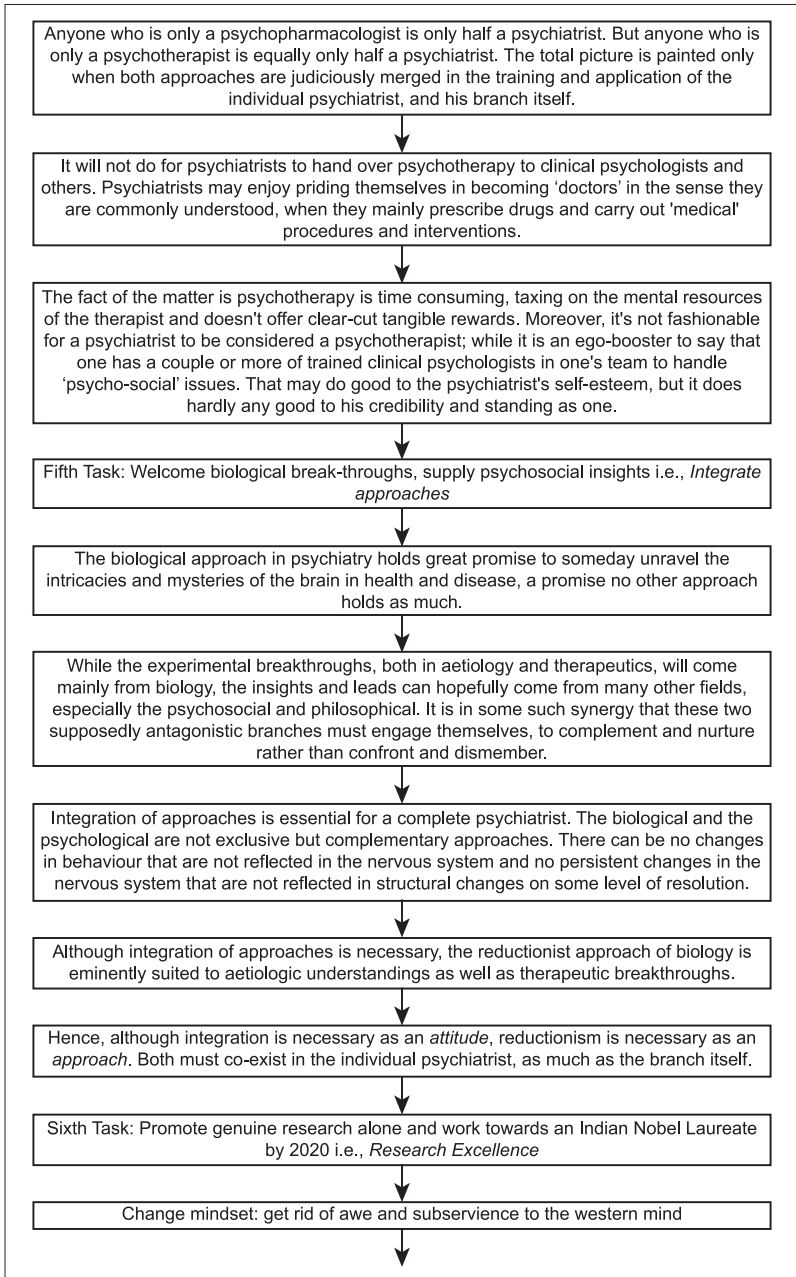 Anyone who is only a psychopharmacologist is only half a psychiatrist. But anyone who is
only a psychotherapist is equally only half a psychiatrist. The total picture is painted only
when both approaches are judiciously merged in the training and application of the
individual psychiatrist, and his branch itself.
It will not do for psychiatrists to hand over psychotherapy to clinical psychologists and
others. Psychiatrists may enjoy priding themselves in becoming ‘doctors’ in the sense they
are commonly understood, when they mainly prescribe drugs and carry out 'medical'
procedures and interventions.
The fact of the matter is psychotherapy is time consuming, taxing on the mental resources
of the therapist and doesn't offer clear-cut tangible rewards. Moreover, it's not fashionable
for a psychiatrist to be considered a psychotherapist; while it is an ego-booster to say that
one has a couple or more of trained clinical psychologists in one's team to handle
‘psycho-social’ issues. That may do good to the psychiatrist's self-esteem, but it does
hardly any good to his credibility and standing as one.
Fifth Task: Welcome biological break-throughs, supply psychosocial insights i.e., Integrate
approaches
The biological approach in psychiatry holds great promise to someday unravel the
intricacies and mysteries of the brain in health and disease, a promise no other approach
holds as much.
While the experimental breakthroughs, both in aetiology and therapeutics, will come
mainly from biology, the insights and leads can hopefully come from many other fields,
especially the psychosocial and philosophical. It is in some such synergy that these two
supposedly antagonistic branches must engage themselves, to complement and nurture
rather than confront and dismember.
Integration of approaches is essential for a complete psychiatrist. The biological and the
psychological are not exclusive but complementary approaches. There can be no changes
in behaviour that are not reflected in the nervous system and no persistent changes in the
nervous system that are not reflected in structural changes on some level of resolution.
Although integration of approaches is necessary, the reductionist approach of biology is
eminently suited to aetiologic understandings as well as therapeutic breakthroughs.
Hence, although integration is necessary as an attitude, reductionism is necessary as an
approach. Both must co-exist in the individual psychiatrist, as much as the branch itself.
Sixth Task: Promote genuine research alone and work towards an Indian Nobel Laureate
by 2020 i.e., Research Excellence
Change mindset: get rid of awe and subservience to the western mind